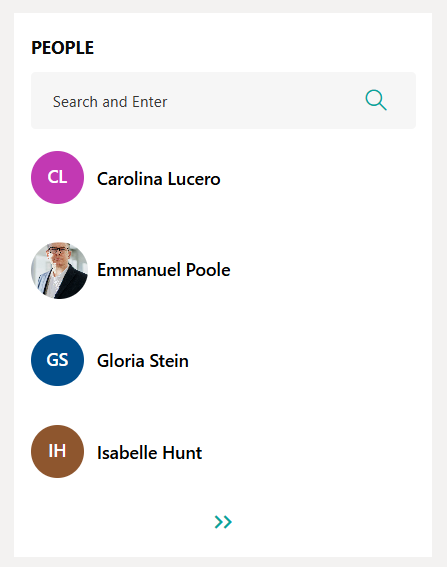 PEOPLE
Search and Enter
CL Carolina Lucero
Emmanuel Poole
GS Gloria Stein
IH Isabelle Hunt